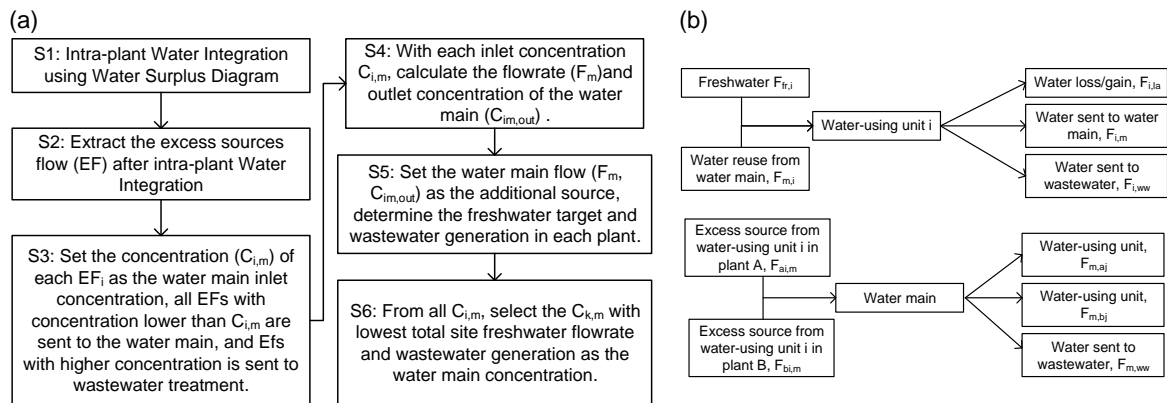 (a)
S1: Intra-plant Water Integration
using Water Surplus Diagram
S2: Extract the excess sources
flow (EF) after intra-plant Water
Integration
S3: Set the concentration (Ci,m) of
each EFi as the water main inlet
concentration, all EFs with
concentration lower than Ci,m are
sent to the water main, and Efs
with higher concentration is sent to
wastewater treatment.
S4: With each inlet concentration
Ci,m, calculate the flowrate (Fm)and
outlet concentration of the water
main (Cim,out) .
S5: Set the water main flow (Fm,
Cim,out) as the additional source,
determine the freshwater target and
wastewater generation in each plant.
S6: From all Ci,m, select the Ck,m with
lowest total site freshwater flowrate
and wastewater generation as the
water main concentration.
(b)
Freshwater Ffr,i
Water reuse from
water main, Fm,i
Water-using unit i
Water loss/gain, Fi,la
Water sent to water
main, Fi,m
Water sent to
wastewater, Fi,ww
Excess source from
water-using unit i in
plant A, Fai,m
Excess source from
water-using unit i in
plant B, Fbi,m
Water main
Water-using unit,
Fm,aj
Water-using unit,
Fm,bj
Water sent to
wastewater, Fm,ww